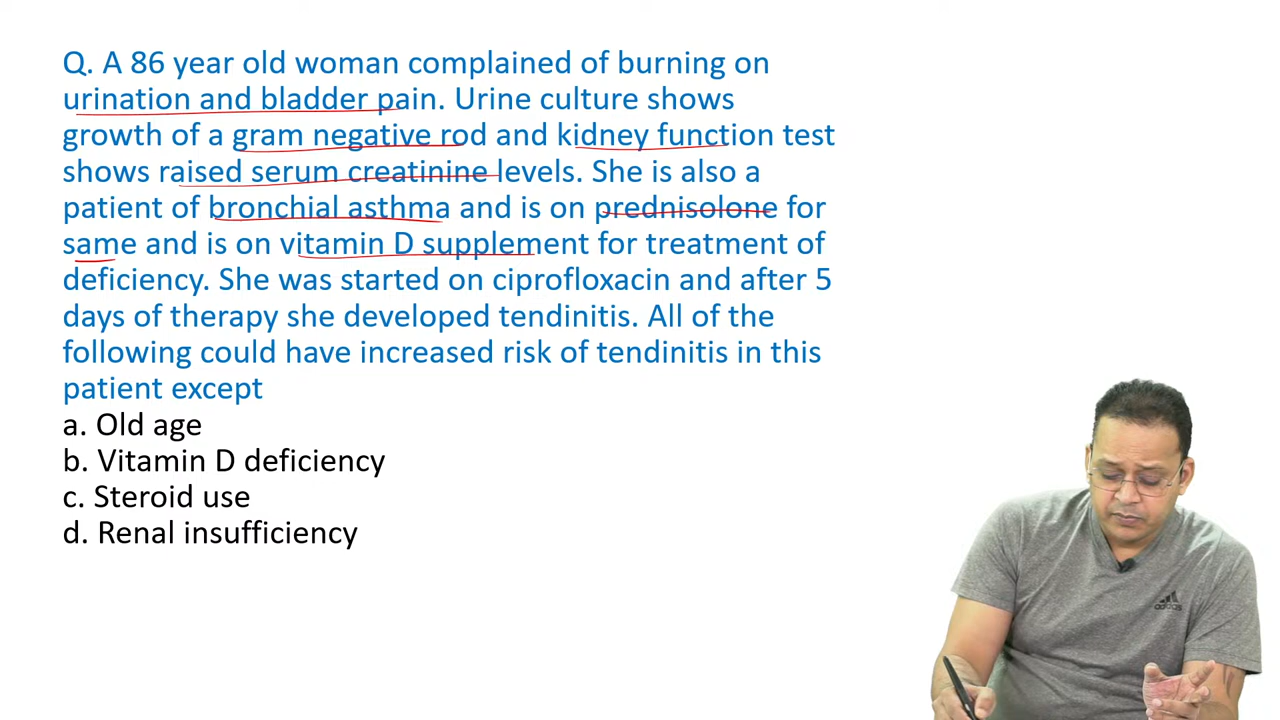 Q. A 86 year old woman complained of burning on
urination and bladder pain. Urine culture shows
growth of a gram negative rod and kidney function test
shows raised serum creatinine levels. She is also a
patient of bronchial asthma and is on prednisolone for
same and is on vitamin D supplement for treatment of
deficiency. She was started on ciprofloxacin and after 5
days of therapy she developed tendinitis. All of the
following could have increased risk of tendinitis in this
patient except
a. Old age
b. Vitamin D deficiency
c. Steroid use
d. Renal insufficiency
adidas